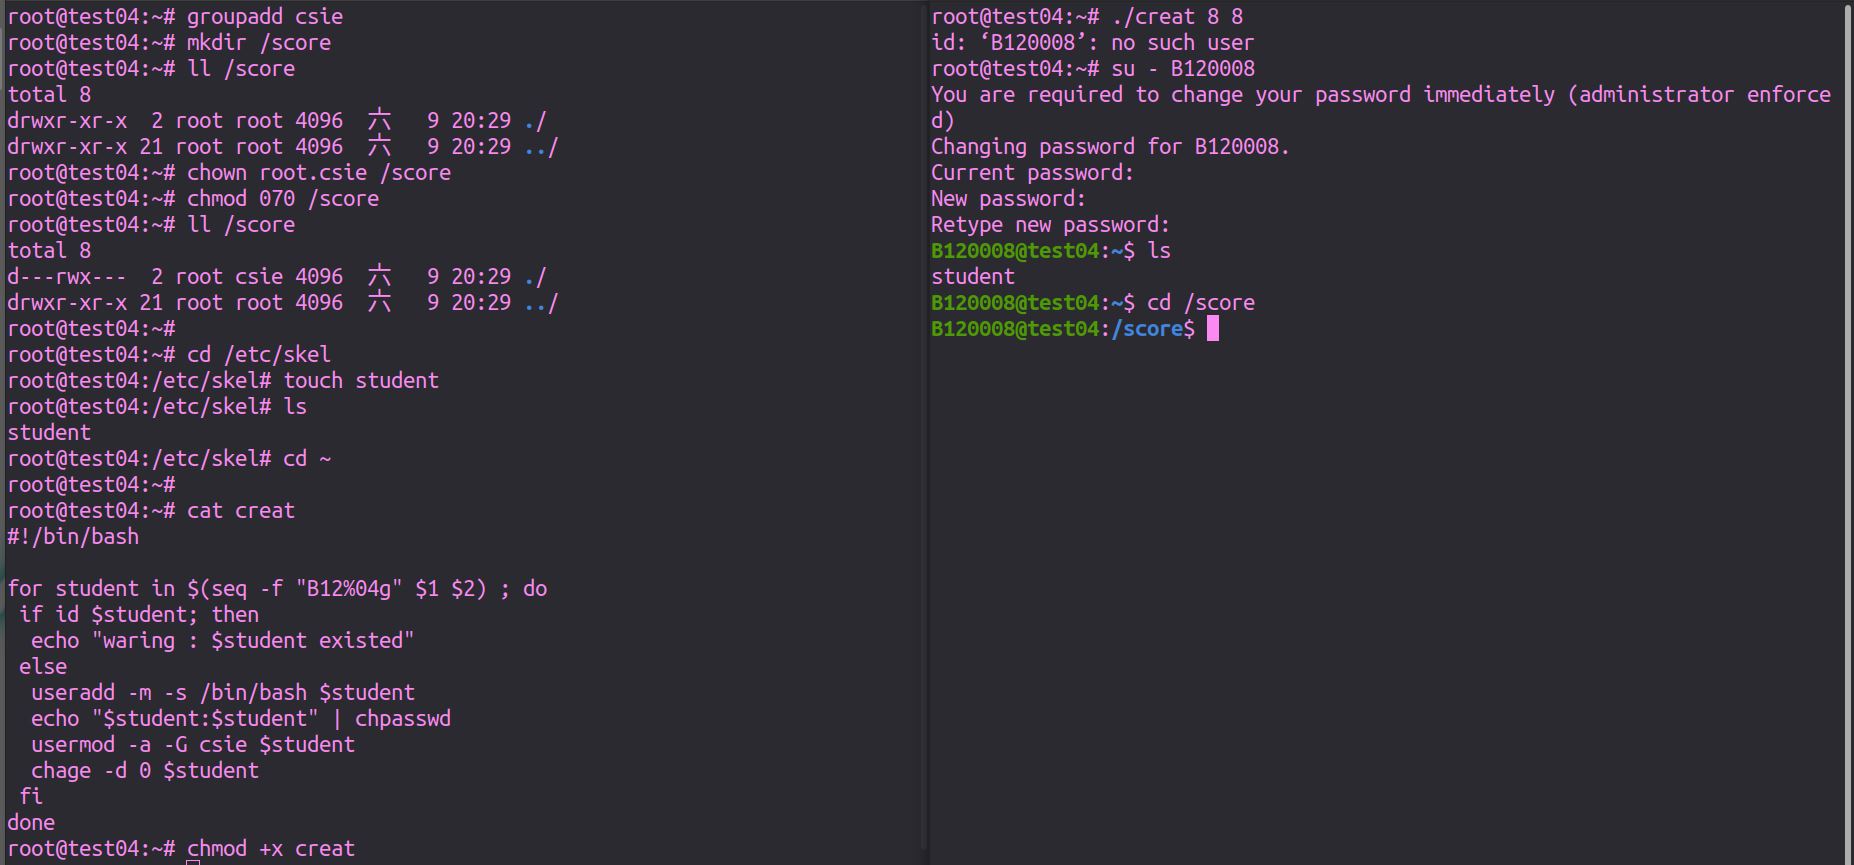 root@test04:~# groupadd csie
root@test04:~# mkdir /score
root@test04:~# ll /score
total 8
drwxr-xr-x  2 root root 4096  六   9 20:29 ./
drwxr-xr-x 21 root root 4096  六   9 20:29 ../
root@test04:~# chown root.csie /score
root@test04:~# chmod 070 /score
root@test04:~# ll /score
total 8
d---rwx---  2 root csie 4096  六   9 20:29 ./
drwxr-xr-x 21 root root 4096  六   9 20:29 ../
root@test04:~#
root@test04:~# cd /etc/skel
root@test04:/etc/skel# touch student
root@test04:/etc/skel# ls
student
root@test04:/etc/skel# cd ~
root@test04:~#
root@test04:~# cat creat
#!/bin/bash

for student in $(seq -f "B12%04g" $1 $2) ; do
 if id $student; then
  echo "waring : $student existed"
 else
  useradd -m -s /bin/bash $student
  echo "$student:$student" | chpasswd
  usermod -a -G csie $student
  chage -d 0 $student
 fi
done
root@test04:~# chmod +x creat
root@test04:~# ./creat 8 8
id: ‘B120008’: no such user
root@test04:~# su - B120008
You are required to change your password immediately (administrator enforce
d)
Changing password for B120008.
Current password:
New password:
Retype new password:
B120008@test04:~$ ls
student
B120008@test04:~$ cd /score
B120008@test04:/score$